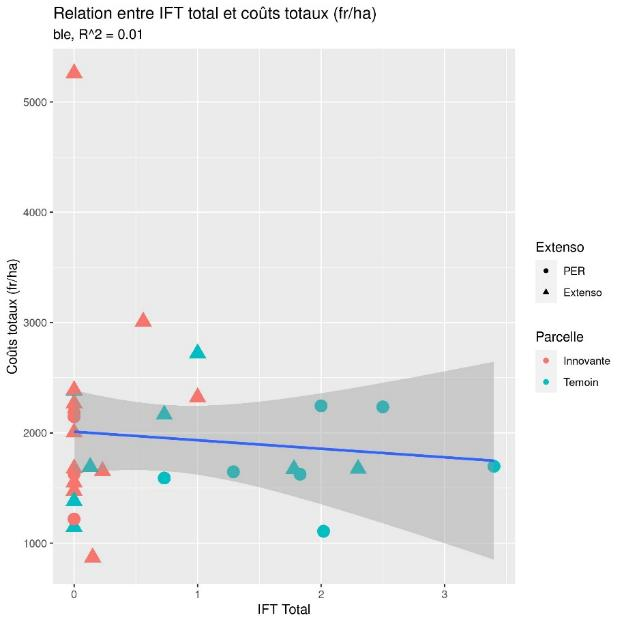 Relation entre IFT total et coûts totaux (fr/ha)
ble, R^2 = 0.01
Coûts totaux (fr/ha)
5000
4000
3000
2000
1000
0
1
2
3
IFT Total
Extenso
PER
Extenso
Parcelle
Innovante
Temoin